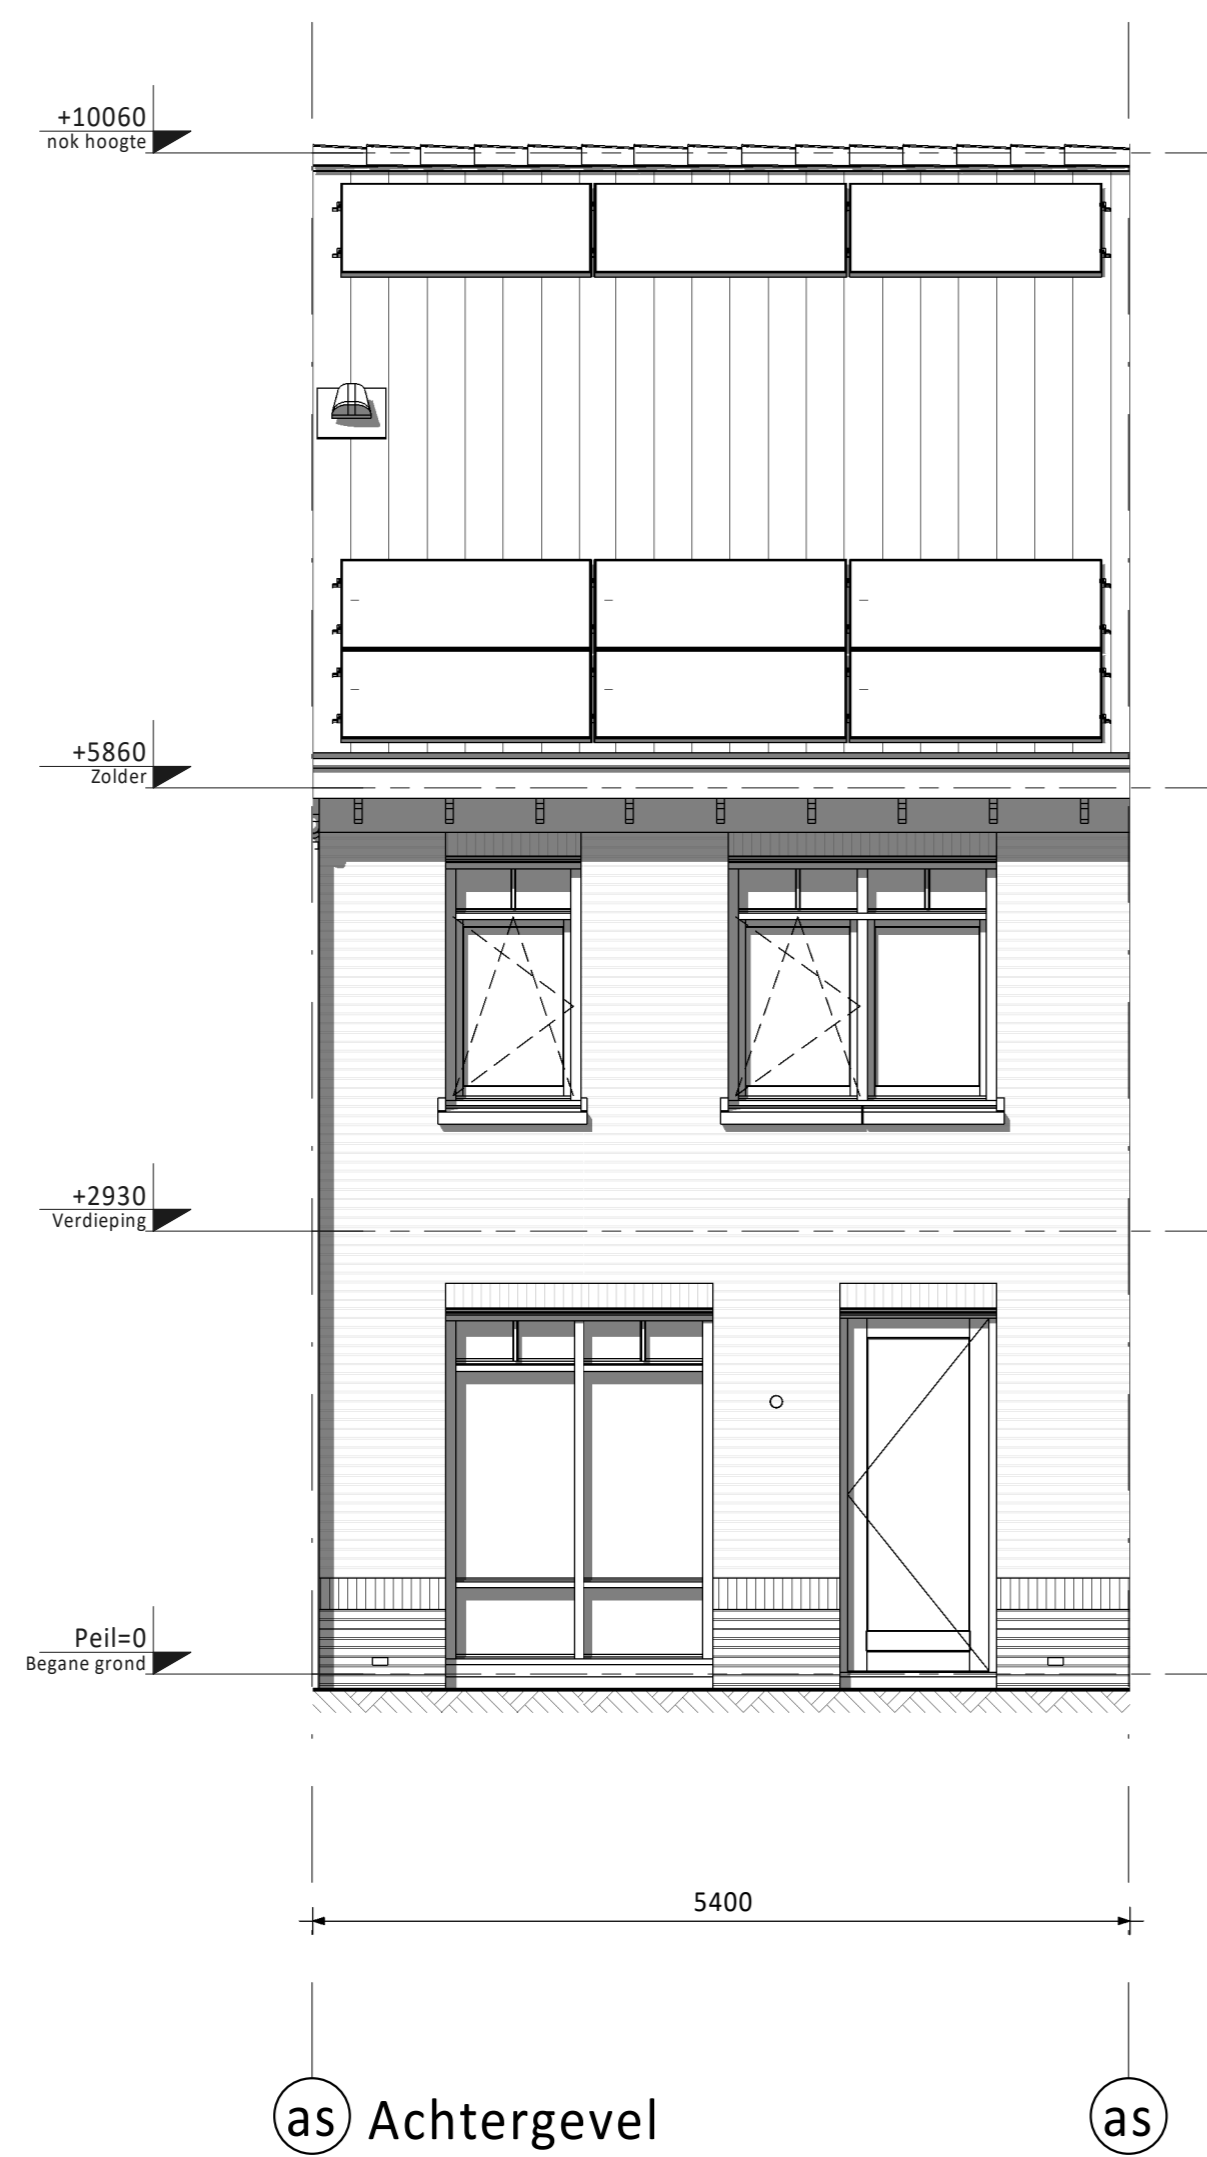 +10060
nok hoogte
+5860
Zolder
+2930
Verdieping
Peil=0
Begane grond
5400
as Achtergevel as